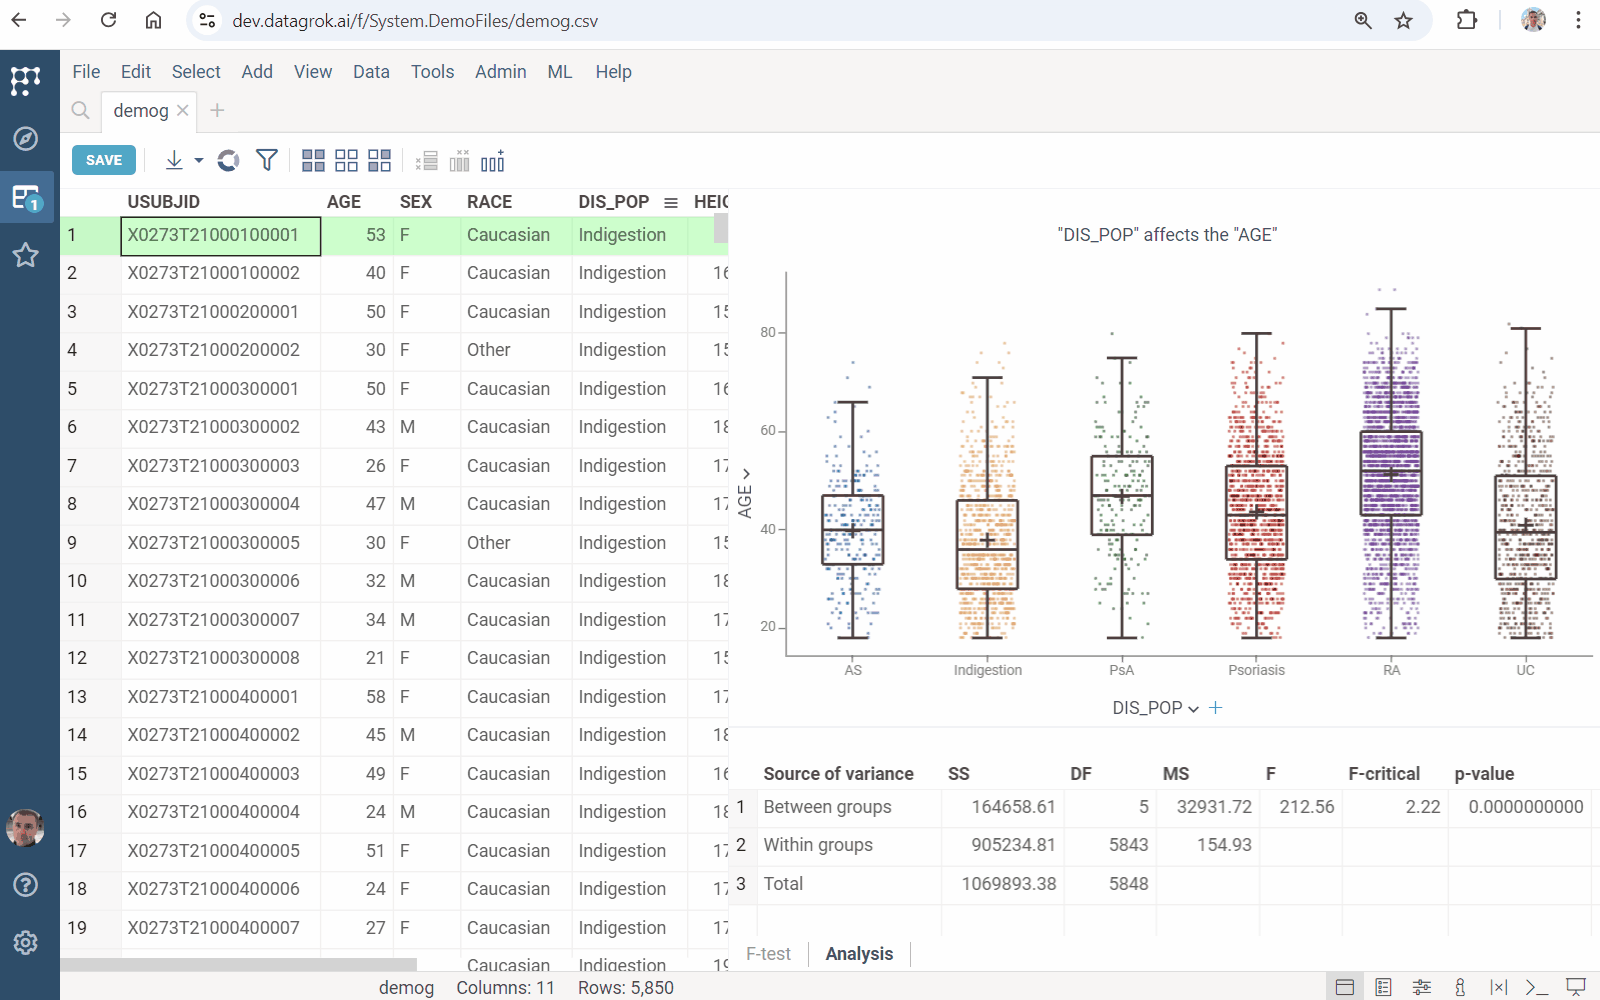 dev.datagrok.ai/f/System.DemoFiles/demog.csv
File Edit Select Add View Data Tools Admin ML Help
demog
SAVE
1
USUBJID AGE SEX RACE DIS_POP HEIG
1 X0273T21000100001 53 F Caucasian Indigestion
2 X0273T21000100002 40 F Caucasian Indigestion 16
3 X0273T21000200001 50 F Caucasian Indigestion 15
4 X0273T21000200002 30 F Other Indigestion 15
5 X0273T21000300001 50 F Caucasian Indigestion 16
6 X0273T21000300002 43 M Caucasian Indigestion 18
7 X0273T21000300003 26 F Caucasian Indigestion 17
8 X0273T21000300004 47 M Caucasian Indigestion 17
9 X0273T21000300005 30 F Other Indigestion 15
10 X0273T21000300006 32 M Caucasian Indigestion 18
11 X0273T21000300007 34 M Caucasian Indigestion 17
12 X0273T21000300008 21 F Caucasian Indigestion 15
13 X0273T21000400001 58 F Caucasian Indigestion 17
14 X0273T21000400002 45 M Caucasian Indigestion 18
15 X0273T21000400003 49 F Caucasian Indigestion 16
16 X0273T21000400004 24 M Caucasian Indigestion 18
17 X0273T21000400005 51 F Caucasian Indigestion 17
18 X0273T21000400006 24 F Caucasian Indigestion 17
19 X0273T21000400007 27 F Caucasian Indigestion 17
Caucasian Indigestion 19
"DIS_POP" affects the "AGE"
80
60
40
20
AGE
AS Indigestion PsA Psoriasis RA UC
DIS_POP
Source of variance SS DF MS F F-critical p-value
1 Between groups 164658.61 5 32931.72 212.56 2.22 0.0000000000
2 Within groups 905234.81 5843 154.93
3 Total 1069893.38 5848
F-test Analysis
demog Columns: 11 Rows: 5,850